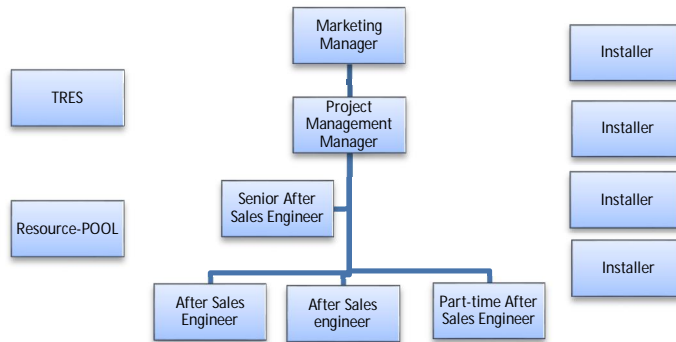 Marketing
Manager
Installer
TRES
Project
Management
Manager
Installer
Senior After
Sales Engineer
Installer
Resource-POOL
Installer
After Sales
Engineer
After Sales
engineer
Part-time After
Sales Engineer